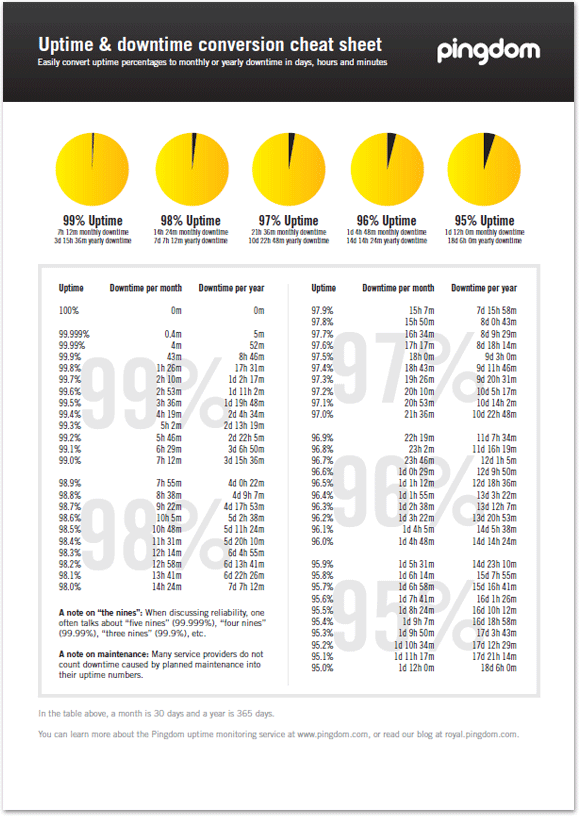 Uptime & downtime conversion cheat sheet
Easily convert uptime percentages to monthly or yearly downtime in days, hours and minutes
pingdom
99% Uptime
7h 12m monthly downtime
3d 15h 36m yearly downtime
98% Uptime
14h 24m monthly downtime
7d 7h 12m yearly downtime
97% Uptime
21h 36m monthly downtime
10d 22h 48m yearly downtime
96% Uptime
1d 4h 48m monthly downtime
14d 14h 24m yearly downtime
95% Uptime
1d 12h 0m monthly downtime
18d 6h 0m yearly downtime
Uptime Downtime per month Downtime per year
100% 0m 0m
99%
99.999% 0,4m 5m
99.99% 4m 52m
99.9% 43m 8h 46m
99.8% 1h 26m 17h 31m
99.7% 2h 10m 1d 2h 17m
99.6% 2h 53m 1d 11h 2m
99.5% 3h 36m 1d 19h 48m
99.4% 4h 19m 2d 4h 34m
99.3% 5h 2m 2d 13h 19m
99.2% 5h 46m 2d 22h 5m
99.1% 6h 29m 3d 6h 50m
99.0% 7h 12m 3d 15h 36m
98%
98.9% 7h 55m 4d 0h 22m
98.8% 8h 38m 4d 9h 7m
98.7% 9h 22m 4d 17h 53m
98.6% 10h 5m 5d 2h 38m
98.5% 10h 48m 5d 11h 24m
98.4% 11h 31m 5d 20h 10m
98.3% 12h 14m 6d 4h 55m
98.2% 12h 58m 6d 13h 41m
98.1% 13h 41m 6d 22h 26m
98.0% 14h 24m 7d 7h 12m
A note on “the nines”: When discussing reliability, one
often talks about “five nines” (99.999%), “four nines”
(99.99%), “three nines” (99.9%), etc.
A note on maintenance: Many service providers do not
count downtime caused by planned maintenance into
their uptime numbers.
Uptime Downtime per month Downtime per year
97%
97.9% 15h 7m 7d 15h 58m
97.8% 15h 50m 8d 0h 43m
97.7% 16h 34m 8d 9h 29m
97.6% 17h 17m 8d 18h 14m
97.5% 18h 0m 9d 3h 0m
97.4% 18h 43m 9d 11h 46m
97.3% 19h 26m 9d 20h 31m
97.2% 20h 10m 10d 5h 17m
97.1% 20h 53m 10d 14h 2m
97.0% 21h 36m 10d 22h 48m
96%
96.9% 22h 19m 11d 7h 34m
96.8% 23h 2m 11d 16h 19m
96.7% 23h 46m 12d 1h 5m
96.6% 1d 0h 29m 12d 9h 50m
96.5% 1d 1h 12m 12d 18h 36m
96.4% 1d 1h 55m 13d 3h 22m
96.3% 1d 2h 38m 13d 12h 7m
96.2% 1d 3h 22m 13d 20h 53m
96.1% 1d 4h 5m 14d 5h 38m
96.0% 1d 4h 48m 14d 14h 24m
95%
95.9% 1d 5h 31m 14d 23h 10m
95.8% 1d 6h 14m 15d 7h 55m
95.7% 1d 6h 58m 15d 16h 41m
95.6% 1d 7h 41m 16d 1h 26m
95.5% 1d 8h 24m 16d 10h 12m
95.4% 1d 9h 7m 16d 18h 58m
95.3% 1d 9h 50m 17d 3h 43m
95.2% 1d 10h 34m 17d 12h 29m
95.1% 1d 11h 17m 17d 21h 14m
95.0% 1d 12h 0m 18d 6h 0m
In the table above, a month is 30 days and a year is 365 days.
You can learn more about the Pingdom uptime monitoring service at www.pingdom.com, or read our blog at royal.pingdom.com.